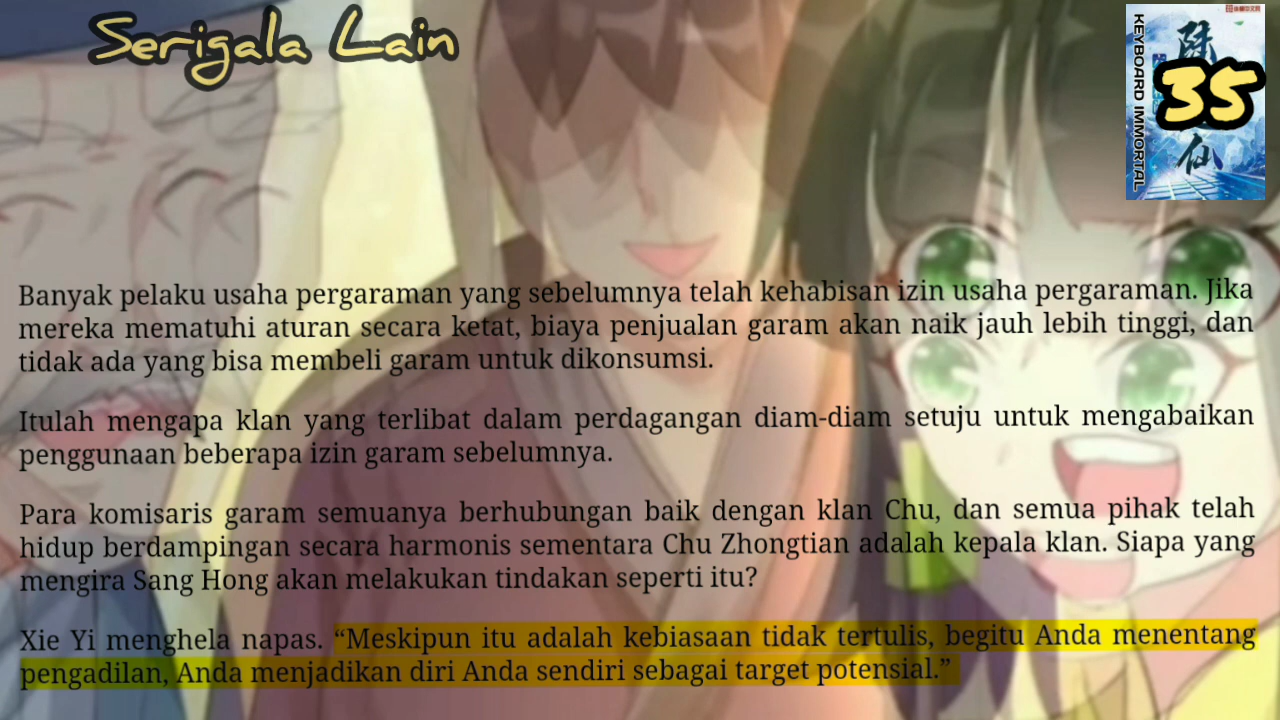 Serigala Lain
KEYBOARD IMMORTAL
35
仙
Banyak pelaku usaha pergaraman yang sebelumnya telah kehabisan izin usaha pergaraman. Jika
mereka mematuhi aturan secara ketat, biaya penjualan garam akan naik jauh lebih tinggi, dan
tidak ada yang bisa membeli garam untuk dikonsumsi.
Itulah mengapa klan yang terlibat dalam perdagangan diam-diam setuju untuk mengabaikan
penggunaan beberapa izin garam sebelumnya.
Para komisaris garam semuanya berhubungan baik dengan klan Chu, dan semua pihak telah
hidup berdampingan secara harmonis sementara Chu Zhongtian adalah kepala klan. Siapa yang
mengira Sang Hong akan melakukan tindakan seperti itu?
Xie Yi menghela napas. “Meskipun itu adalah kebiasaan tidak tertulis, begitu Anda menentang
pengadilan, Anda menjadikan diri Anda sendiri sebagai target potensial.”